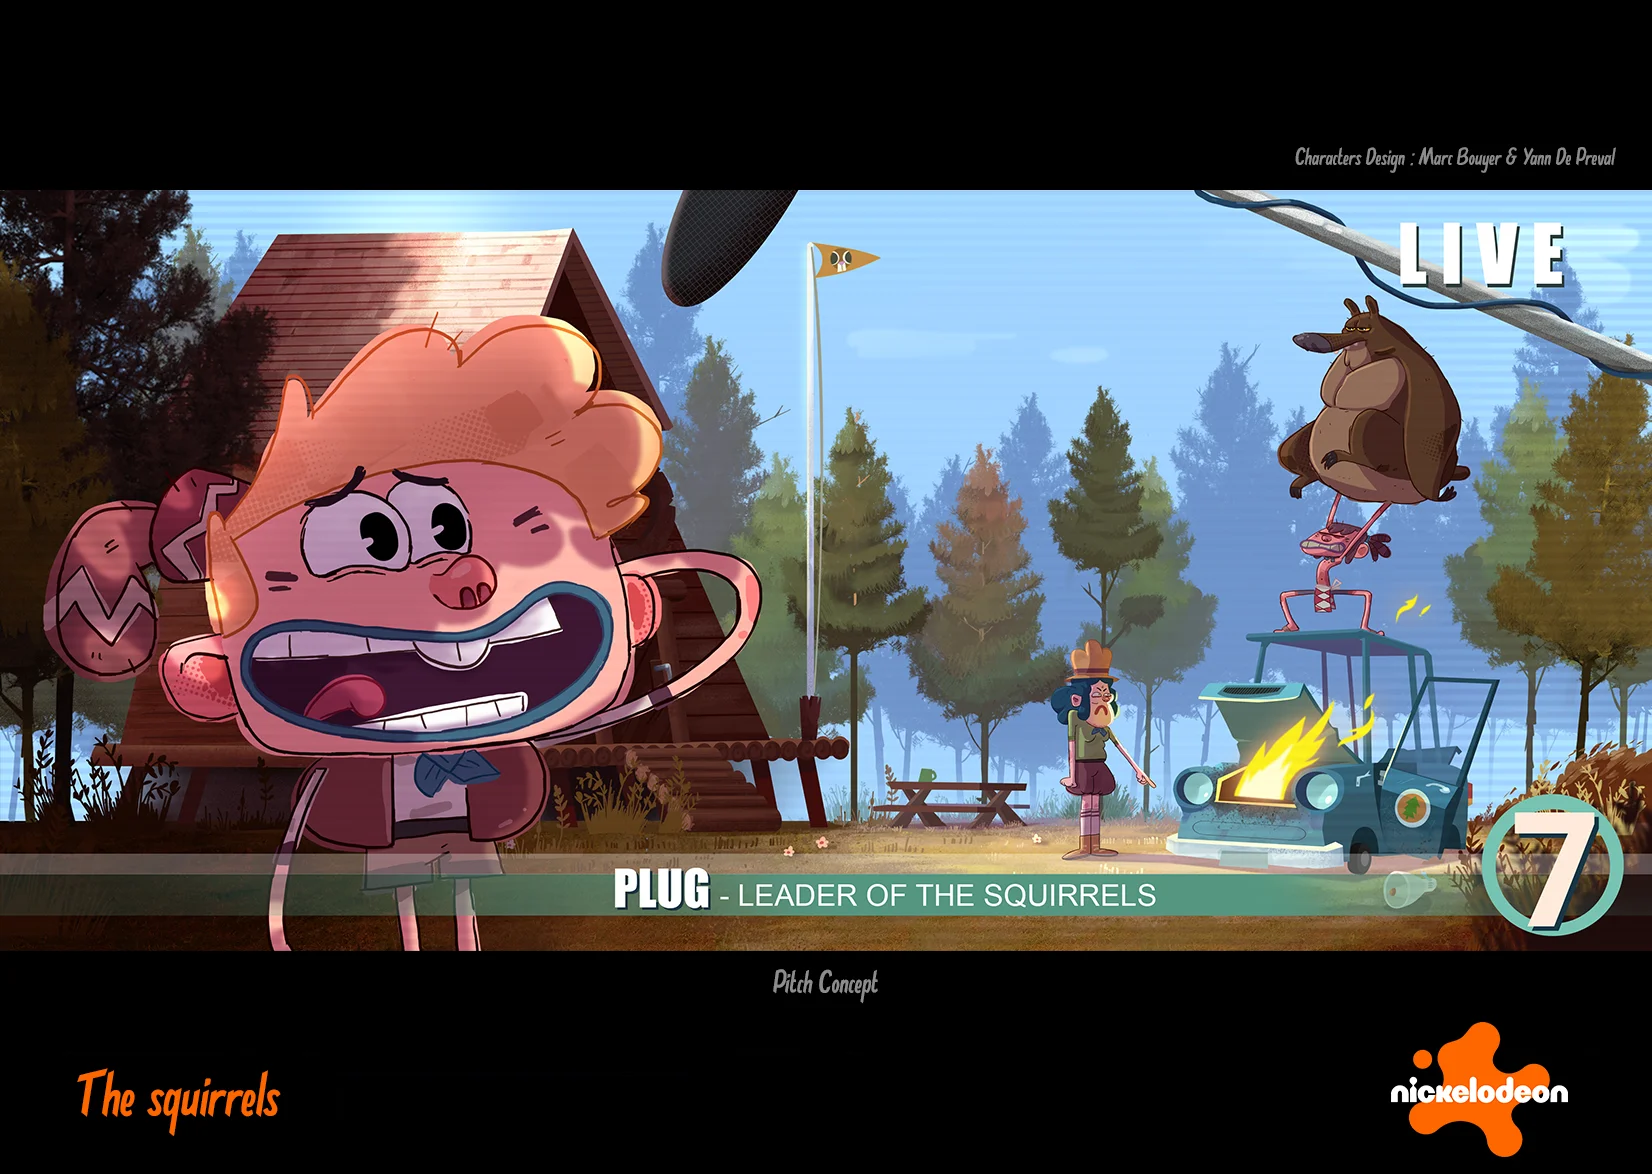 Characters Design : Marc Bouyer & Yann De Preval
LIVE
PLUG - LEADER OF THE SQUIRRELS
7
Pitch Concept
The squirrels
nickelodeon